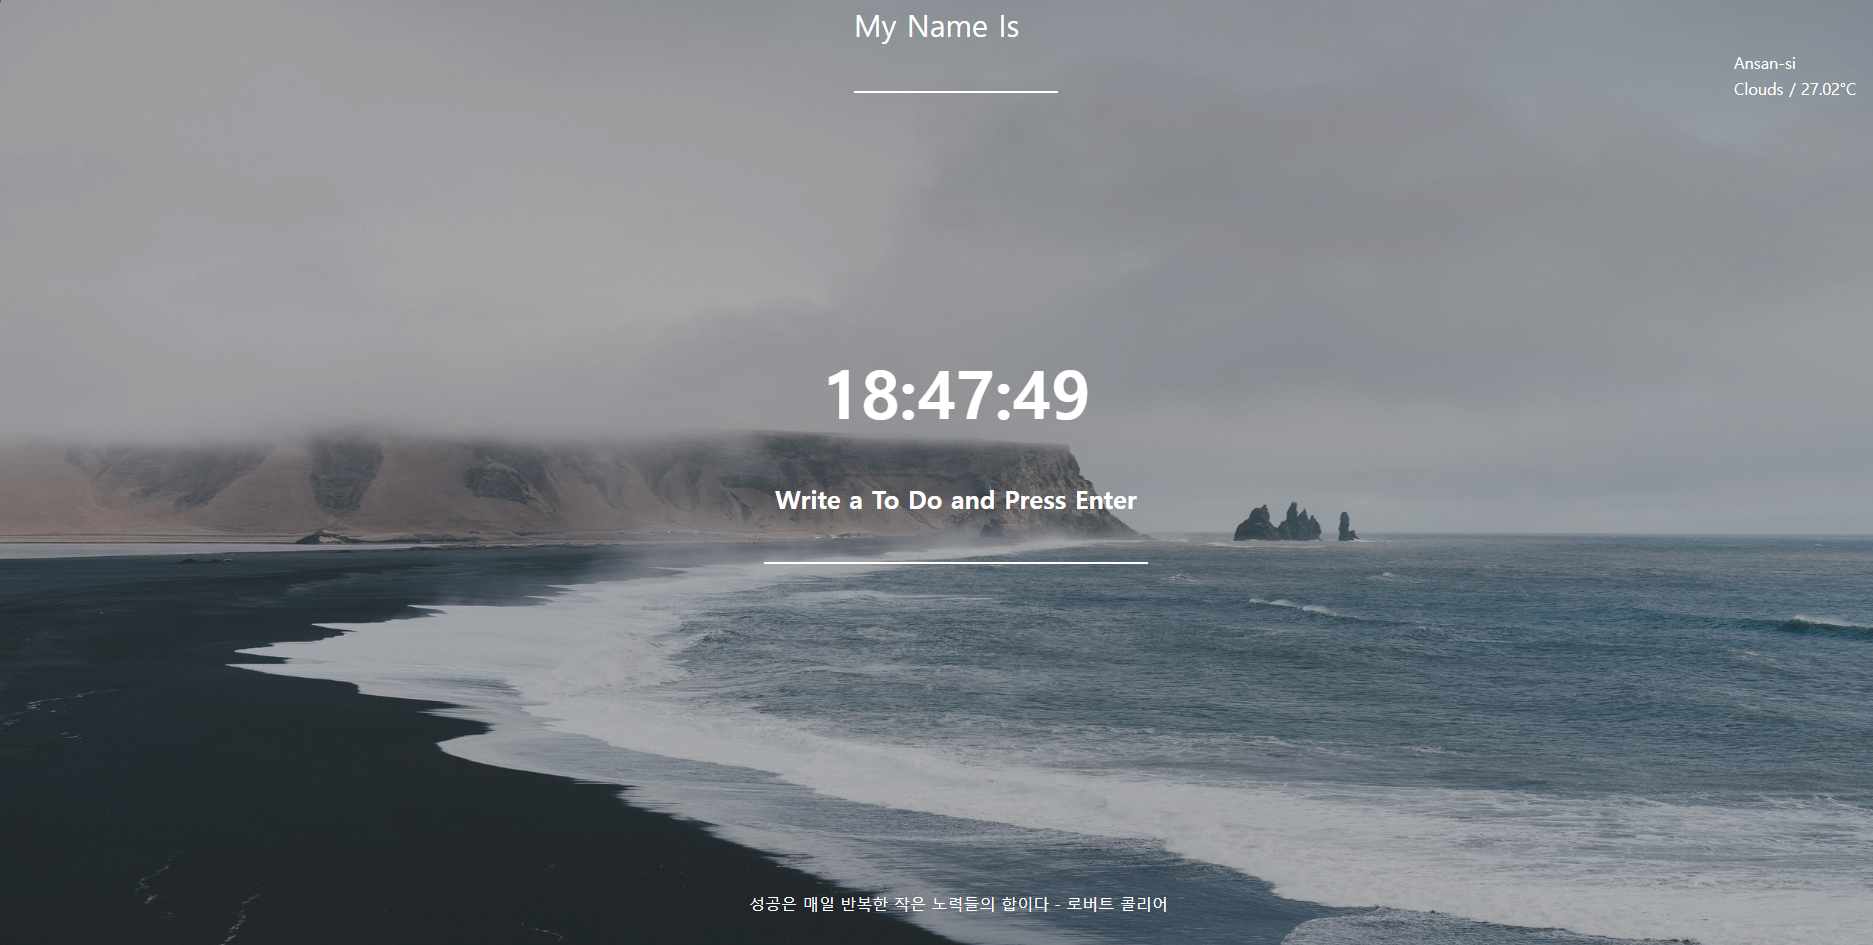 My Name Is
Ansan-si
Clouds / 27.02°C
18:47:49
Write a To Do and Press Enter
성공은 매일 반복한 작은 노력들의 합이다 - 로버트 콜리어